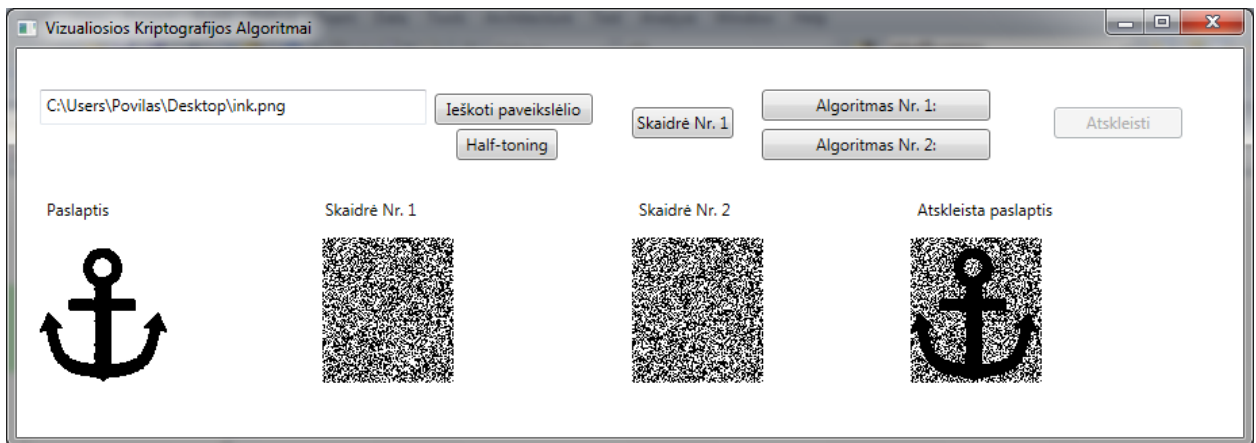 Vizualiosios Kriptografijos Algoritmai
C:\Users\Povilas\Desktop\ink.png
Ieškoti paveikslėlio
Half-toning
Skaidrė Nr. 1
Algoritmas Nr. 1:
Algoritmas Nr. 2:
Atskleisti
Paslaptis
Skaidrė Nr. 1
Skaidrė Nr. 2
Atskleista paslaptis